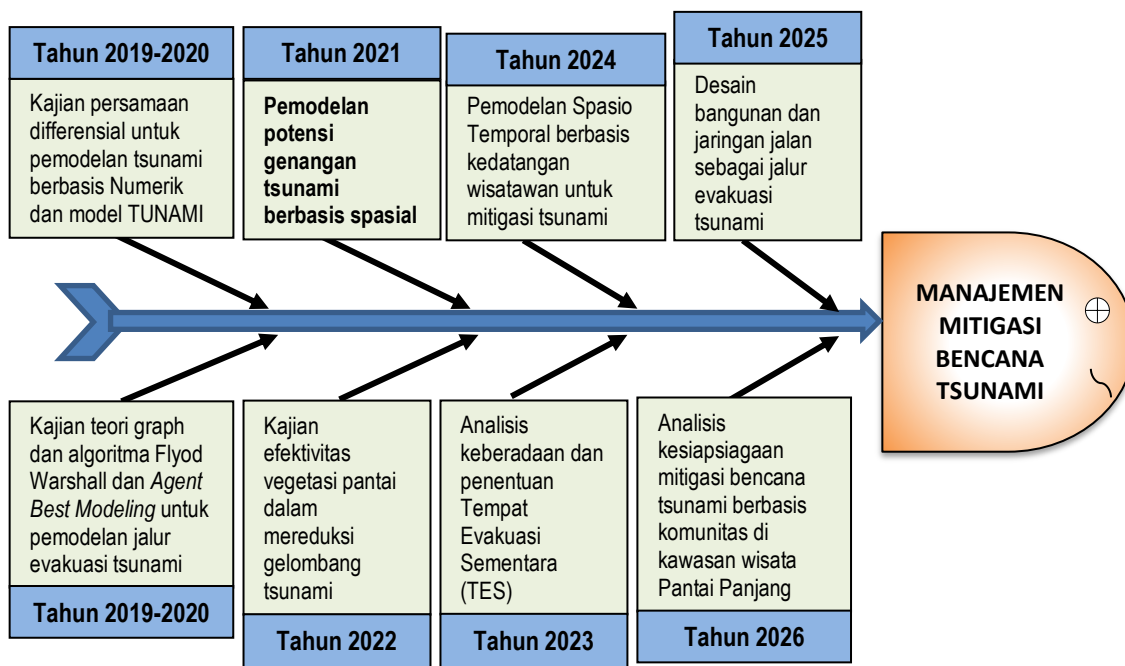 Tahun 2019-2020
Kajian persamaan
differensial untuk
pemodelan tsunami
berbasis Numerik
dan model TUNAMI
Tahun 2021
Pemodelan
potensi
genangan
tsunami
berbasis spasial
Tahun 2024
Pemodelan Spasio
Temporal berbasis
kedatangan
wisatawan untuk
mitigasi tsunami
Tahun 2025
Desain
bangunan dan
jaringan jalan
sebagai jalur
evakuasi
tsunami
MANAJEMEN
MITIGASI
BENCANA
TSUNAMI
Kajian teori graph
dan algoritma Flyod
Warshall dan Agent
Best Modeling untuk
pemodelan jalur
evakuasi tsunami
Tahun 2019-2020
Kajian
efektivitas
vegetasi pantai
dalam
mereduksi
gelombang
tsunami
Tahun 2022
Analisis
keberadaan dan
penentuan
Tempat
Evakuasi
Sementara
(TES)
Tahun 2023
Analisis
kesiapsiagaan
mitigasi bencana
tsunami berbasis
komunitas di
kawasan wisata
Pantai Panjang
Tahun 2026